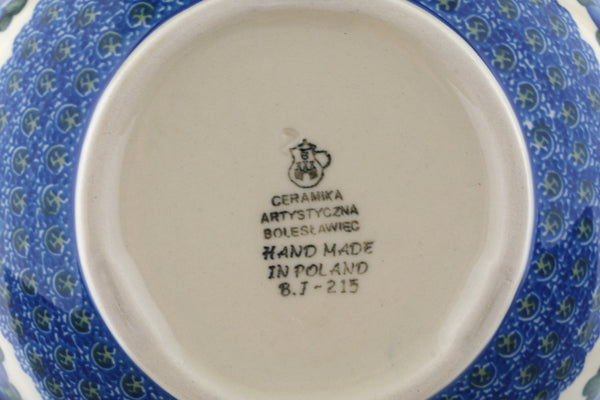 CERAMIKA
ARTYSTYCZNA
BOLESŁAWIEC
HAND MADE
IN POLAND
B.J-215